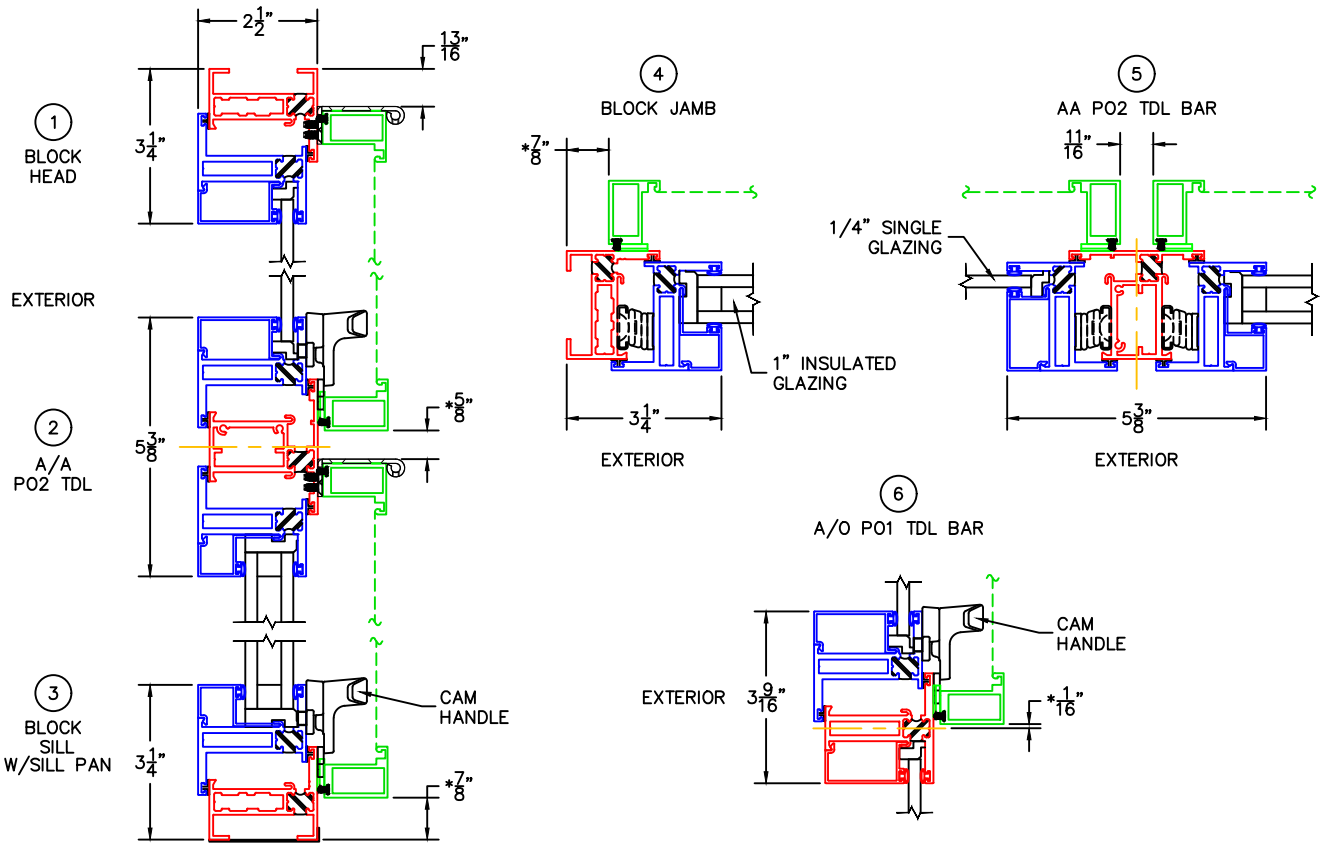 2 1/2"
13/16
1
BLOCK
HEAD
3 1/4"
EXTERIOR
2
A/A
PO2 TDL
5 3/8"
*5/8"
3
BLOCK
SILL
W/SILL PAN
3 1/4"
CAM
HANDLE
*7/8"
4
BLOCK JAMB
*7/8"
1" INSULATED
GLAZING
3 1/4"
EXTERIOR
5
AA PO2 TDL BAR
11/16"
1/4" SINGLE
GLAZING
5 3/8"
EXTERIOR
6
A/O PO1 TDL BAR
CAM
HANDLE
EXTERIOR
3 9/16"
*1/16"